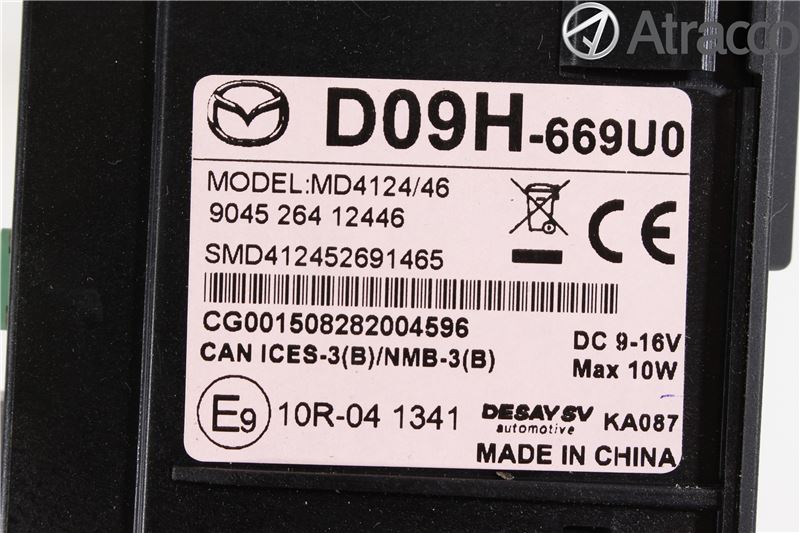 Atracco
D09H-669U0
MODEL:MD4124/46
9045 264 12446
SMD412452691465
CE
CG001508282004596
CAN ICES-3(B)/NMB-3(B)
DC 9-16V
Max 10W
E9 10R-04 1341
DESAY SV
automotive
KA087
MADE IN CHINA